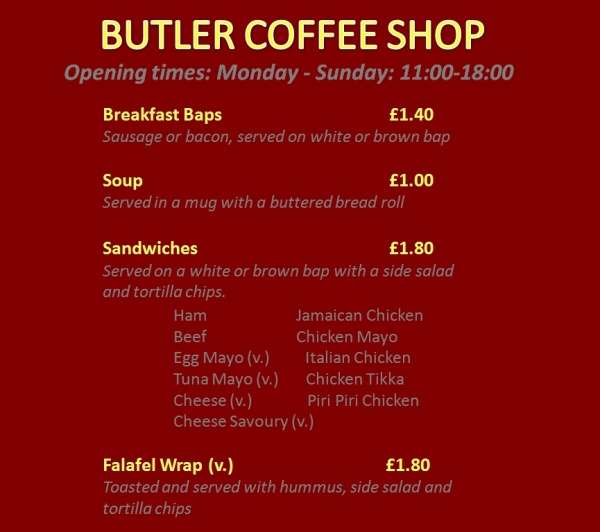 BUTLER COFFEE SHOP
Opening times: Monday - Sunday: 11:00-18:00
Breakfast Baps £1.40
Sausage or bacon, served on white or brown bap
Soup £1.00
Served in a mug with a buttered bread roll
Sandwiches £1.80
Served on a white or brown bap with a side salad
and tortilla chips.
Ham Jamaican Chicken
Beef Chicken Mayo
Egg Mayo (v.) Italian Chicken
Tuna Mayo (v.) Chicken Tikka
Cheese (v.) Piri Piri Chicken
Cheese Savoury (v.)
Falafel Wrap (v.) £1.80
Toasted and served with hummus, side salad and
tortilla chips